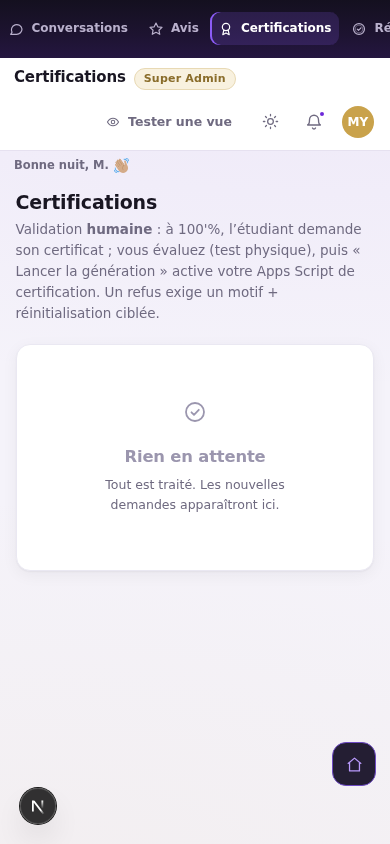 Conversations Avis Certifications Ré
Certifications Super Admin
Tester une vue MY
Bonne nuit, M. 👋🏽
Certifications
Validation humaine : à 100'%, l’étudiant demande
son certificat ; vous évaluez (test physique), puis «
Lancer la génération » active votre Apps Script de
certification. Un refus exige un motif +
réinitialisation ciblée.
Rien en attente
Tout est traité. Les nouvelles
demandes apparaîtront ici.
N